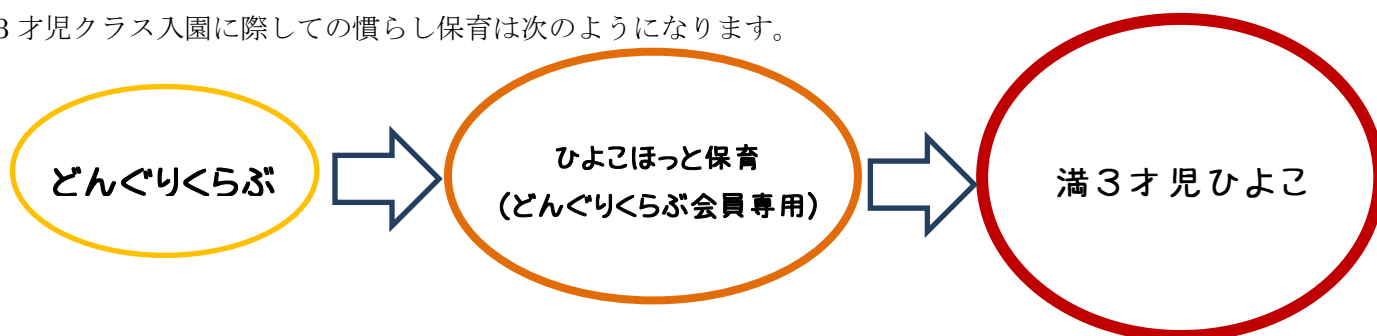 3 才児クラス入園に際しての慣らし保育は次のようになります。
どんぐりくらぶ
ひよこほっと保育
(どんぐりくらぶ会員専用)
満３才児ひよこ